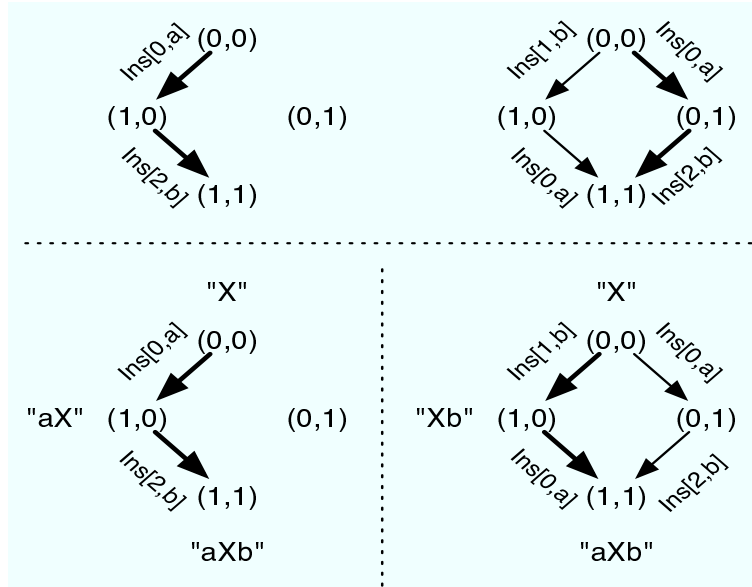 Ins[0,a] (0,0)
(1,0) (0,1)
Ins[2,b] (1,1)
Ins[1,b] (0,0) Ins[0,a]
(1,0) (0,1)
Ins[0,a] (1,1) Ins[2,b]
"X"
Ins[0,a] (0,0)
"aX" (1,0) (0,1)
Ins[2,b] (1,1)
"aXb"
"X"
Ins[1,b] (0,0) Ins[0,a]
"Xb" (1,0) (0,1)
Ins[0,a] (1,1) Ins[2,b]
"aXb"